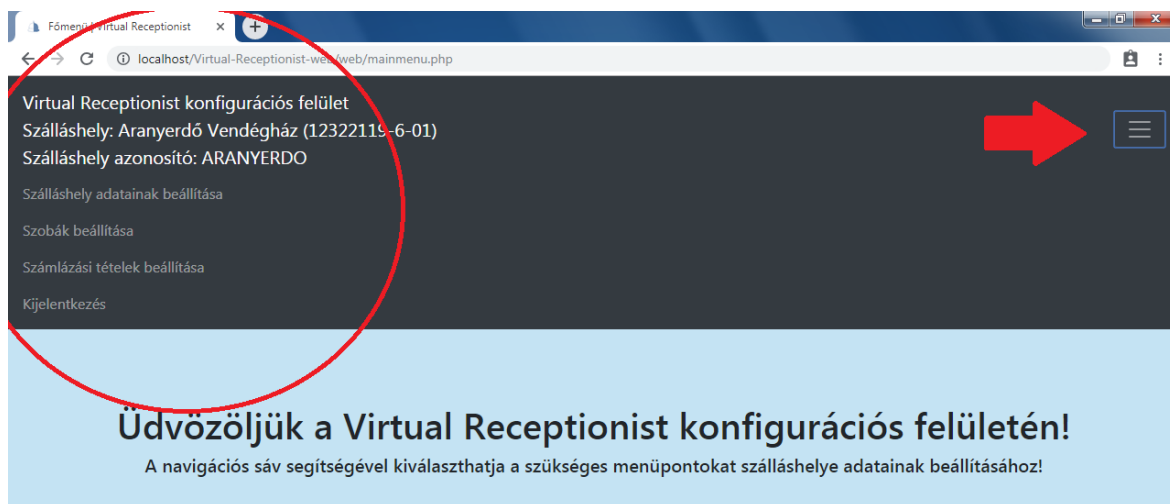 Főmenü | Virtual Receptionist
localhost/Virtual-Receptionist-web/web/mainmenu.php
Virtual Receptionist konfigurációs felület
Szálláshely: Aranyerdő Vendégház (12322119-6-01)
Szálláshely azonosító: ARANYERDO
Szálláshely adatainak beállítása
Szobák beállítása
Számlázási tételek beállítása
Kijelentkezés
Üdvözöljük a Virtual Receptionist konfigurációs felületén!
A navigációs sáv segítségével kiválaszthatja a szükséges menüpontokat szálláshelye adatainak beállításához!